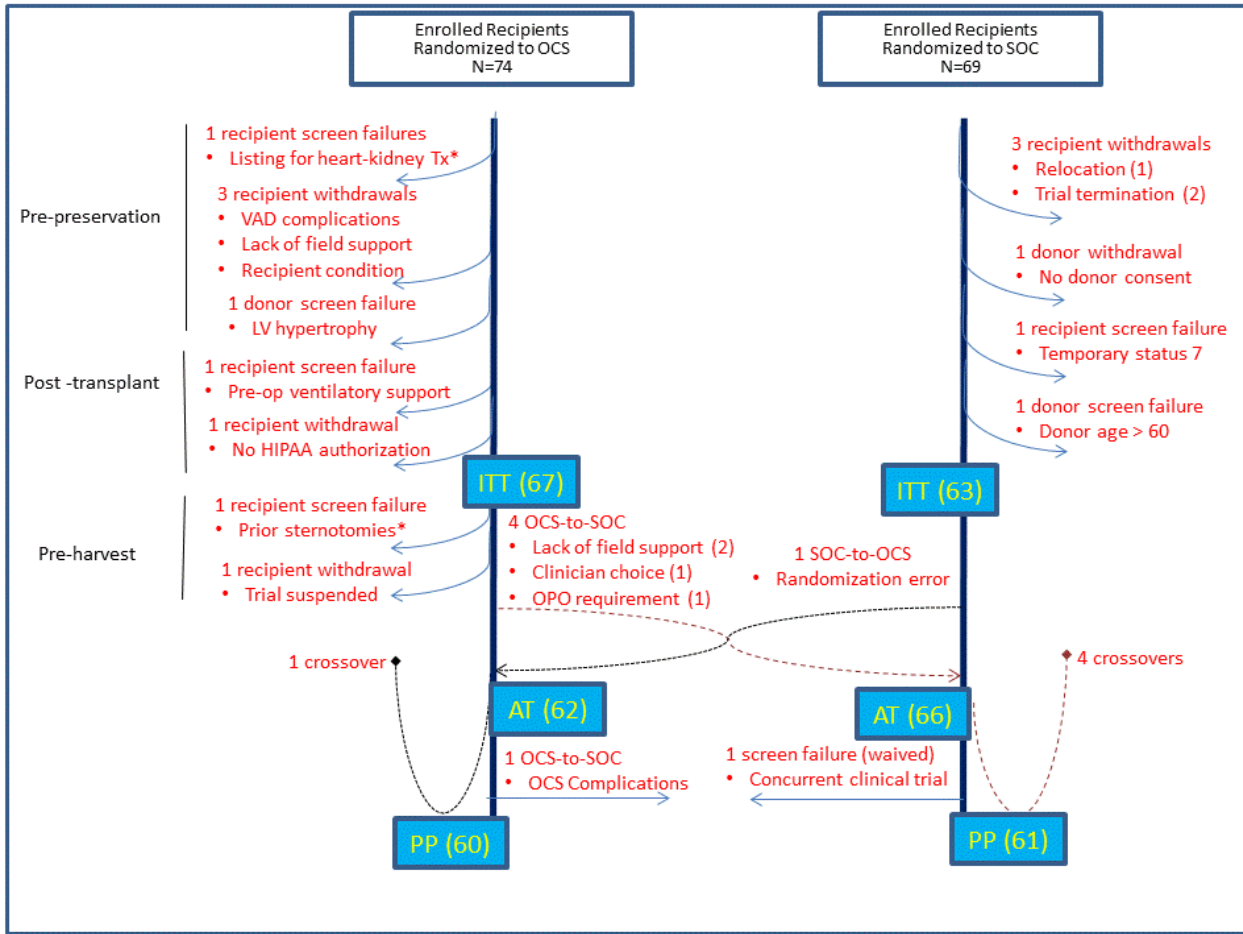 Enrolled Recipients
Randomized to OCS
N=74
Enrolled Recipients
Randomized to SOC
N=69
Pre-preservation
1 recipient screen failures
• Listing for heart-kidney Tx*
3 recipient withdrawals
• VAD complications
• Lack of field support
• Recipient condition
1 donor screen failure
• LV hypertrophy
Post -transplant
1 recipient screen failure
• Pre-op ventilatory support
1 recipient withdrawal
• No HIPAA authorization
3 recipient withdrawals
• Relocation (1)
• Trial termination (2)
1 donor withdrawal
• No donor consent
1 recipient screen failure
• Temporary status 7
1 donor screen failure
• Donor age > 60
ITT (67)
ITT (63)
Pre-harvest
1 recipient screen failure
• Prior sternotomies*
1 recipient withdrawal
• Trial suspended
4 OCS-to-SOC
• Lack of field support (2)
• Clinician choice (1)
• OPO requirement (1)
1 SOC-to-OCS
• Randomization error
1 crossover
4 crossovers
AT (62)
AT (66)
1 OCS-to-SOC
• OCS Complications
1 screen failure (waived)
• Concurrent clinical trial
PP (60)
PP (61)